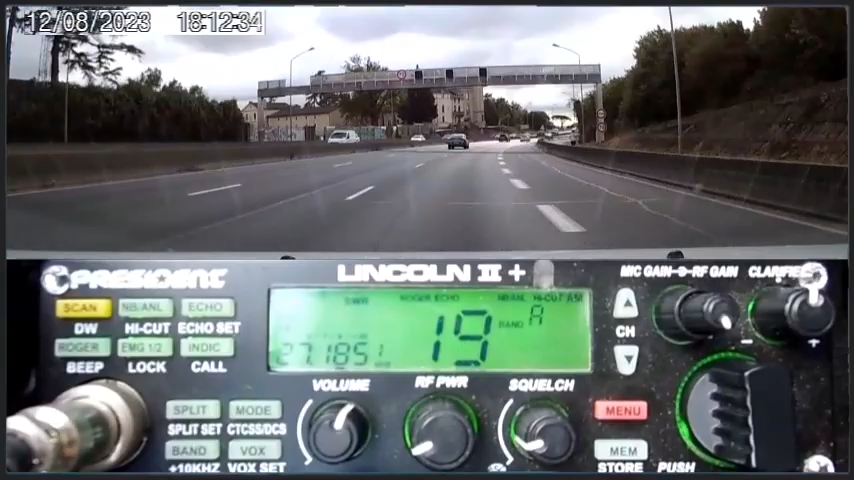 12/08/2023 18:12:34
PRESIDENT LINCOLN II + MIC GAIN RF GAIN CLARIFIER
SCAN NB/ANL ECHO
DW HI-CUT ECHO SET
ROGER EMG 1/2 INDIC
BEEP LOCK CALL
SWR ROGER ECHO NB/ANL HI-CUT AM
19 BAND A
27.185
CH
- +
VOLUME RF PWR SQUELCH
SPLIT MODE
SPLIT SET CTCSS/DCS
BAND VOX
+10KHZ VOX SET
MENU
MEM
STORE PUSH